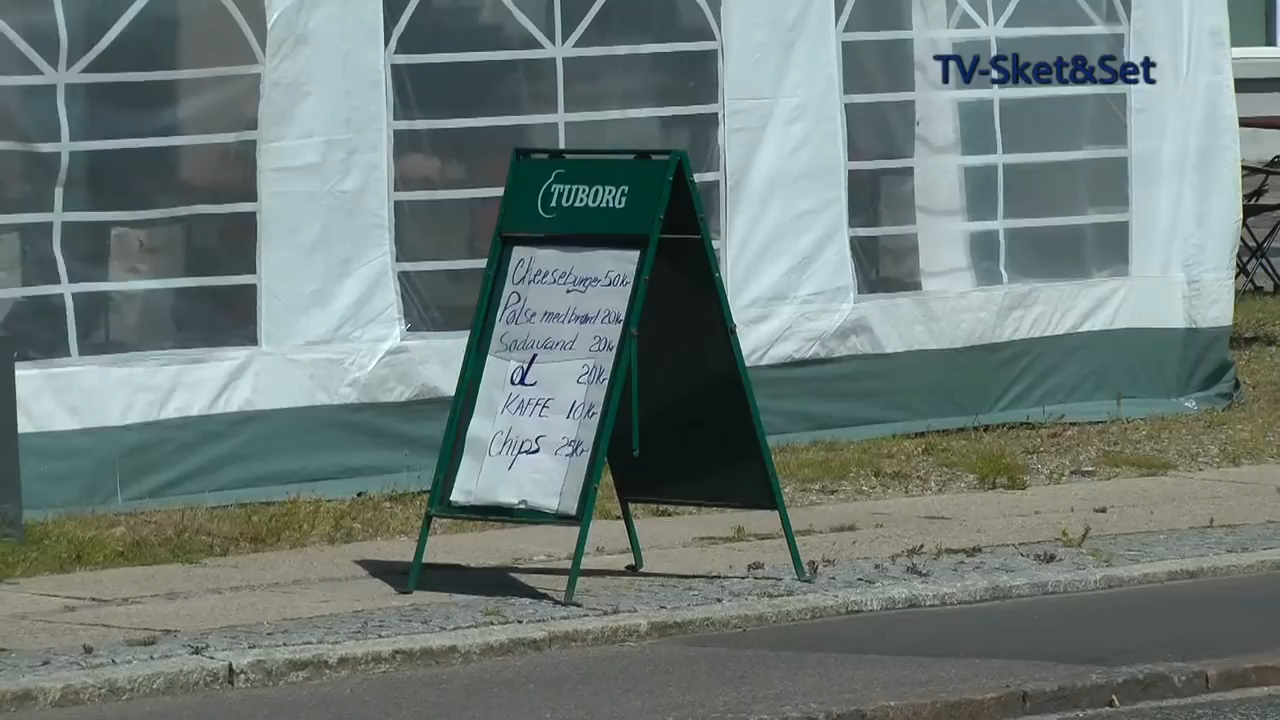 TV-Sket&Set
TUBORG
Cheeseburger 50kr
Pølse med brød 20kr
Sodavand 20kr
øL 20kr
KAFFE 10kr
Chips 25kr